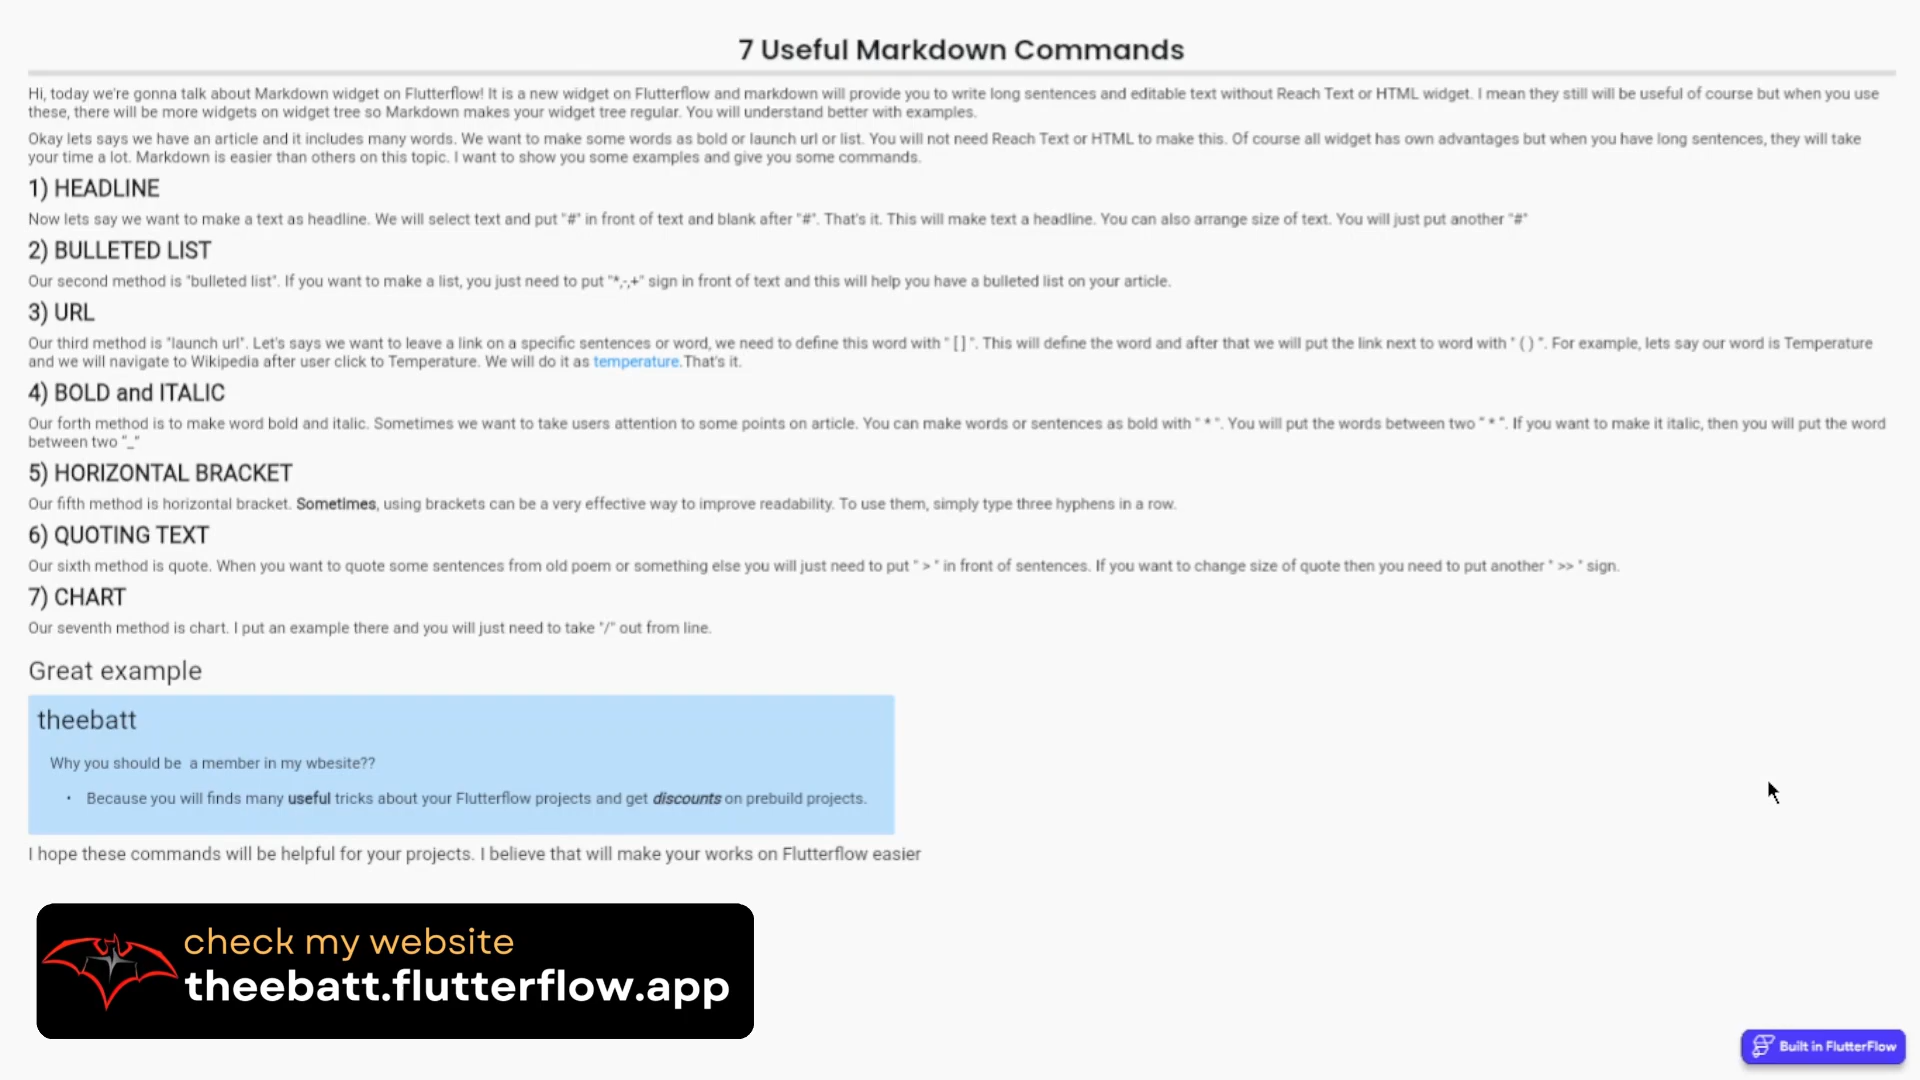 7 Useful Markdown Commands
Hi, today we're gonna talk about Markdown widget on Flutterflow! It is a new widget on Flutterflow and markdown will provide you to write long sentences and editable text without Reach Text or HTML widget. I mean they still will be useful of course but when you use
these, there will be more widgets on widget tree so Markdown makes your widget tree regular. You will understand better with examples.
Okay lets says we have an article and it includes many words. We want to make some words as bold or launch url or list. You will not need Reach Text or HTML to make this. Of course all widget has own advantages but when you have long sentences, they will take
your time a lot. Markdown is easier than others on this topic. I want to show you some examples and give you some commands.
1) HEADLINE
Now lets say we want to make a text as headline. We will select text and put "#" in front of text and blank after "#". That's it. This will make text a headline. You can also arrange size of text. You will just put another "#"
2) BULLETED LIST
Our second method is "bulleted list". If you want to make a list, you just need to put "*,-,+" sign in front of text and this will help you have a bulleted list on your article.
3) URL
Our third method is "launch url". Let's says we want to leave a link on a specific sentences or word, we need to define this word with " [ ] ". This will define the word and after that we will put the link next to word with " ( ) ". For example, lets say our word is Temperature
and we will navigate to Wikipedia after user click to Temperature. We will do it as temperature.That's it.
4) BOLD and ITALIC
Our forth method is to make word bold and italic. Sometimes we want to take users attention to some points on article. You can make words or sentences as bold with " * ". You will put the words between two " * ". If you want to make it italic, then you will put the word
between two "_"
5) HORIZONTAL BRACKET
Our fifth method is horizontal bracket. Sometimes, using brackets can be a very effective way to improve readability. To use them, simply type three hyphens in a row.
6) QUOTING TEXT
Our sixth method is quote. When you want to quote some sentences from old poem or something else you will just need to put " > " in front of sentences. If you want to change size of quote then you need to put another " >> " sign.
7) CHART
Our seventh method is chart. I put an example there and you will just need to take "/" out from line.
Great example
theebatt
Why you should be  a member in my wbesite??
• Because you will finds many useful tricks about your Flutterflow projects and get discounts on prebuild projects.
I hope these commands will be helpful for your projects. I believe that will make your works on Flutterflow easier
check my website
theebatt.flutterflow.app
Built in FlutterFlow